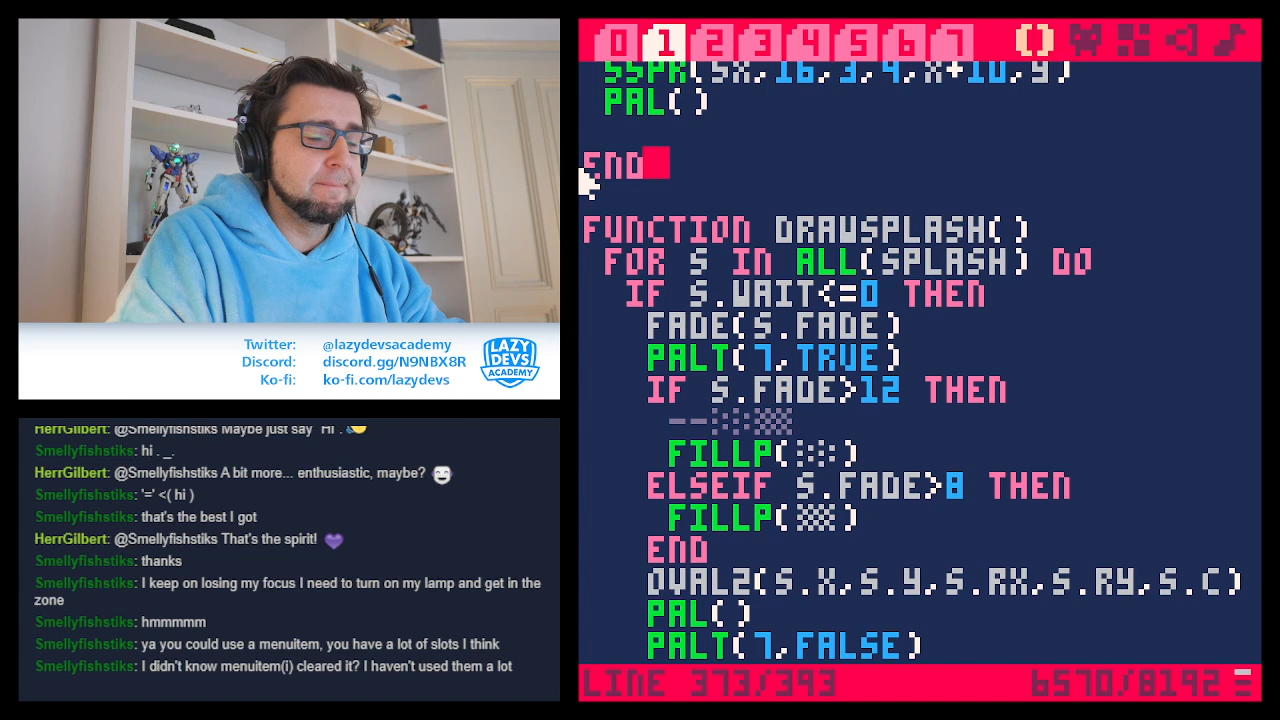 Twitter: @lazydevsacademy
Discord: discord.gg/N9NBX8R
Ko-fi: ko-fi.com/lazydevs
LAZY
DEVS
ACADEMY
HerrGilbert: @Smellyfishstiks Maybe just say "Hi".
Smellyfishstiks: hi . _.
HerrGilbert: @Smellyfishstiks A bit more... enthusiastic, maybe?
Smellyfishstiks: '=' <( hi )
Smellyfishstiks: that's the best I got
HerrGilbert: @Smellyfishstiks That's the spirit!
Smellyfishstiks: thanks
Smellyfishstiks: I keep on losing my focus I need to turn on my lamp and get in the
zone
Smellyfishstiks: hmmmmm
Smellyfishstiks: ya you could use a menuitem, you have a lot of slots I think
Smellyfishstiks: I didn't know menuitem(i) cleared it? I haven't used them a lot
0 1 2 3 4 5 6 7 ()
SSPR(SX,16,3,4,X+10,Y)
PAL()
END
FUNCTION DRAWSPLASH()
FOR S IN ALL(SPLASH) DO
IF S.WAIT<=0 THEN
FADE(S.FADE)
PALT(7,TRUE)
IF S.FADE>12 THEN
--░▒
FILLP(░)
ELSEIF S.FADE>8 THEN
FILLP(▒)
END
OVAL2(S.X,S.Y,S.RX,S.RY,S.C)
PAL()
PALT(7,FALSE)
LINE 373/393 6570/8192